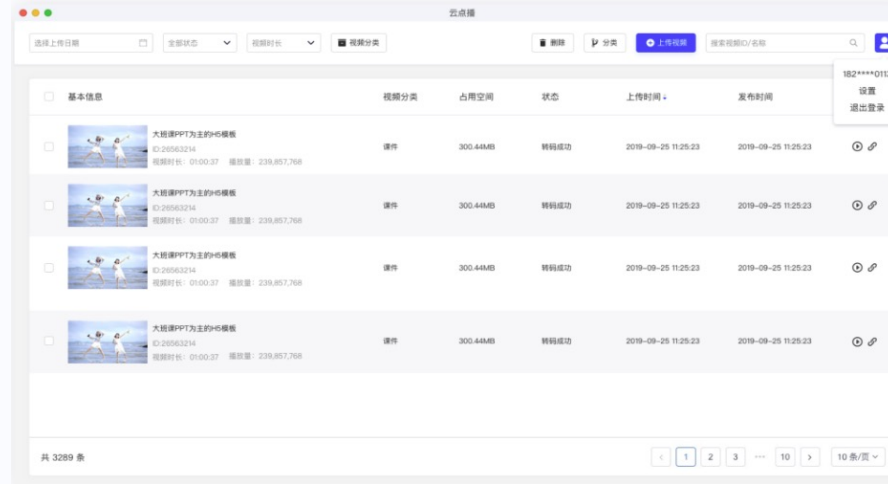 云点播
选择上传日期 全部状态 视频时长 视频分类 删除 分类 上传视频 搜索视频ID/名称
182****011
设置
退出登录
基本信息 视频分类 占用空间 状态 上传时间 发布时间
大班课PPT为主的H5模板
ID:26563214
视频时长：01:00:37 播放量：239,857,768
课件 300.44MB 转码成功 2019-09-25 11:25:23 2019-09-25 11:25:23
大班课PPT为主的H5模板
ID:26563214
视频时长：01:00:37 播放量：239,857,768
课件 300.44MB 转码成功 2019-09-25 11:25:23 2019-09-25 11:25:23
大班课PPT为主的H5模板
ID:26563214
视频时长：01:00:37 播放量：239,857,768
课件 300.44MB 转码成功 2019-09-25 11:25:23 2019-09-25 11:25:23
大班课PPT为主的H5模板
ID:26563214
视频时长：01:00:37 播放量：239,857,768
课件 300.44MB 转码成功 2019-09-25 11:25:23 2019-09-25 11:25:23
共 3289 条 1 2 3 ··· 10 10 条/页